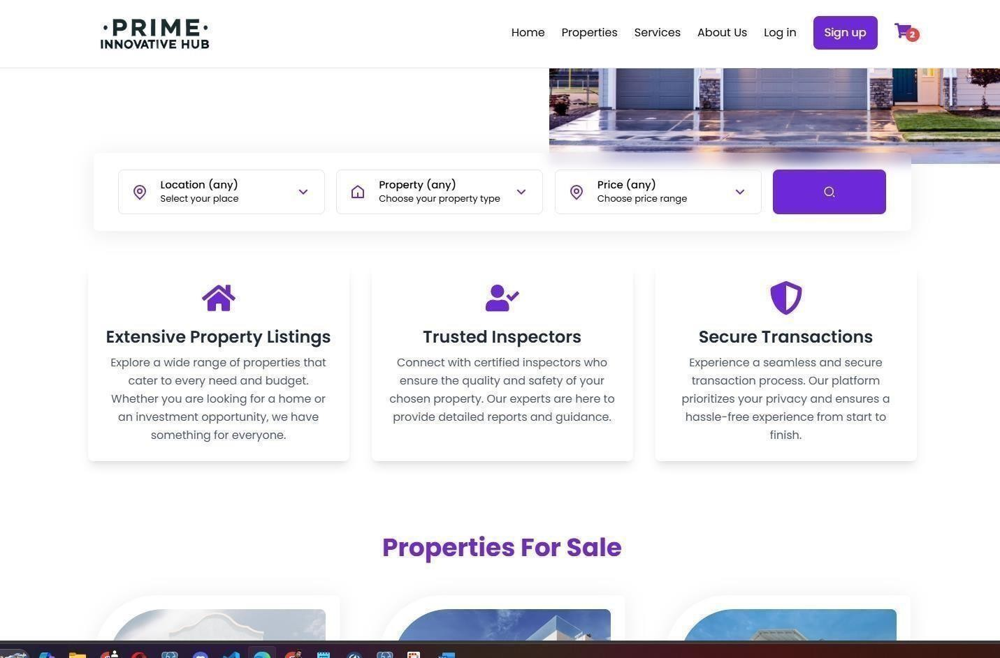 ·PRIME·
INNOVATIVE HUB
Home Properties Services About Us Log in Sign up 2
Location (any)
Select your place
Property (any)
Choose your property type
Price (any)
Choose price range
Extensive Property Listings
Explore a wide range of properties that
cater to every need and budget.
Whether you are looking for a home or
an investment opportunity, we have
something for everyone.
Trusted Inspectors
Connect with certified inspectors who
ensure the quality and safety of your
chosen property. Our experts are here to
provide detailed reports and guidance.
Secure Transactions
Experience a seamless and secure
transaction process. Our platform
prioritizes your privacy and ensures a
hassle-free experience from start to
finish.
Properties For Sale